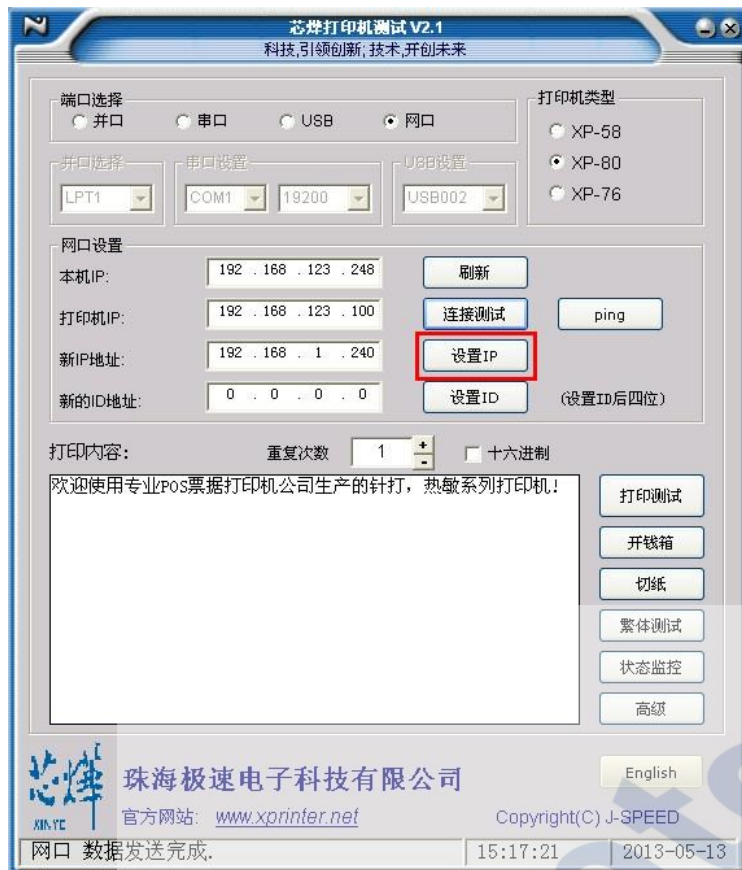 芯烨打印机测试 V2.1
科技,引领创新; 技术,开创未来
端口选择
并口 串口 USB 网口
打印机类型
XP-58
XP-80
XP-76
并口选择 串口设置 USB设置
LPT1 COM1 19200 USB002
网口设置
本机IP: 192 . 168 . 123 . 248 刷新
打印机IP: 192 . 168 . 123 . 100 连接测试 ping
新IP地址: 192 . 168 . 1 . 240 设置IP
新的ID地址: 0 . 0 . 0 . 0 设置ID (设置ID后四位)
打印内容: 重复次数 1 + - 十六进制
欢迎使用专业POS票据打印机公司生产的针打，热敏系列打印机!
打印测试
开钱箱
切纸
繁体测试
状态监控
高级
芯烨
XINYE
珠海极速电子科技有限公司
English
官方网站: www.xprinter.net Copyright(C) J-SPEED
网口 数据发送完成. 15:17:21 2013-05-13